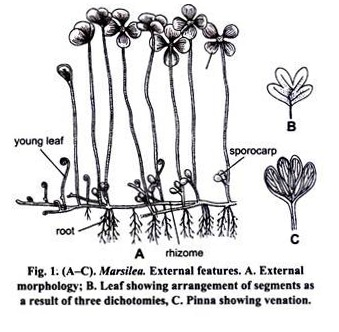 young leaf
sporocarp
root
rhizome
A
B
C
Fig. 1. (A–C). Marsilea. External features. A. External
morphology; B. Leaf showing arrangement of segments as
a result of three dichotomies, C. Pinna showing venation.